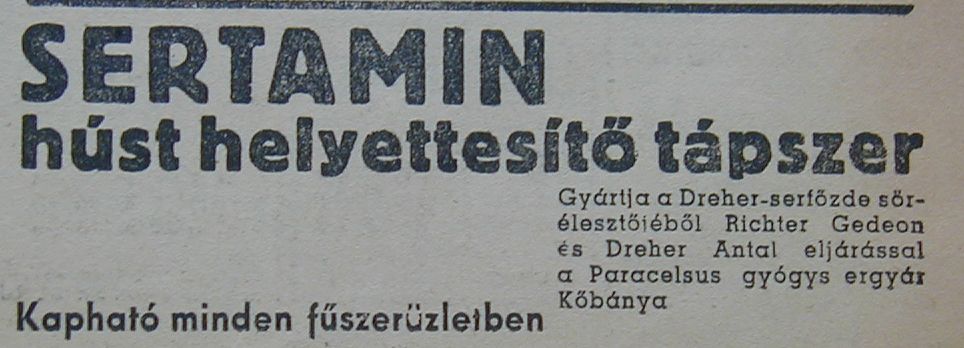 SERTAMIN
húst helyettesítő tápszer
Gyártja a Dreher-serfőzde sör-
élesztőjéből Richter Gedeon
és Dreher Antal eljárással
a Paracelsus gyógys ergyár
Kőbánya
Kapható minden fűszerüzletben